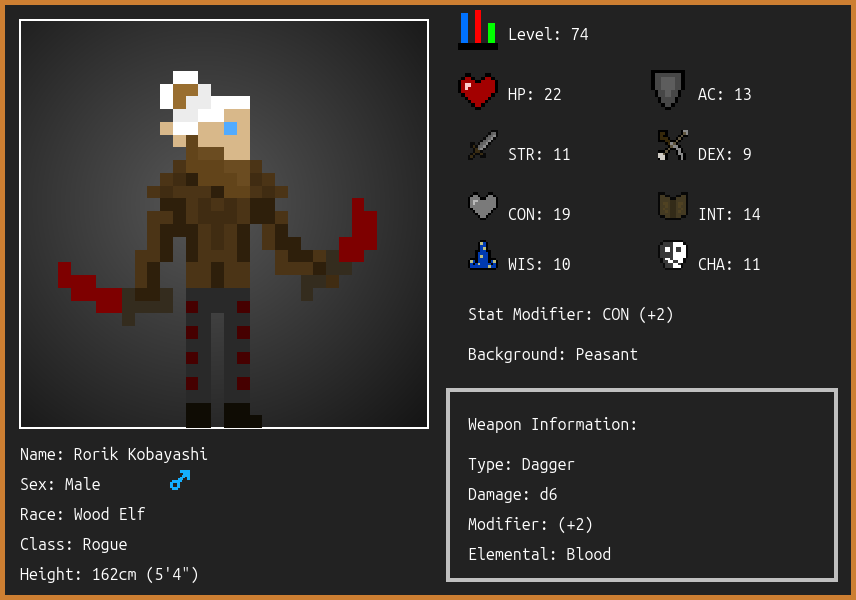 Level: 74
HP: 22
AC: 13
STR: 11
DEX: 9
CON: 19
INT: 14
WIS: 10
CHA: 11
Stat Modifier: CON (+2)
Background: Peasant
Weapon Information:
Type: Dagger
Damage: d6
Modifier: (+2)
Elemental: Blood
Name: Rorik Kobayashi
Sex: Male
Race: Wood Elf
Class: Rogue
Height: 162cm (5'4")